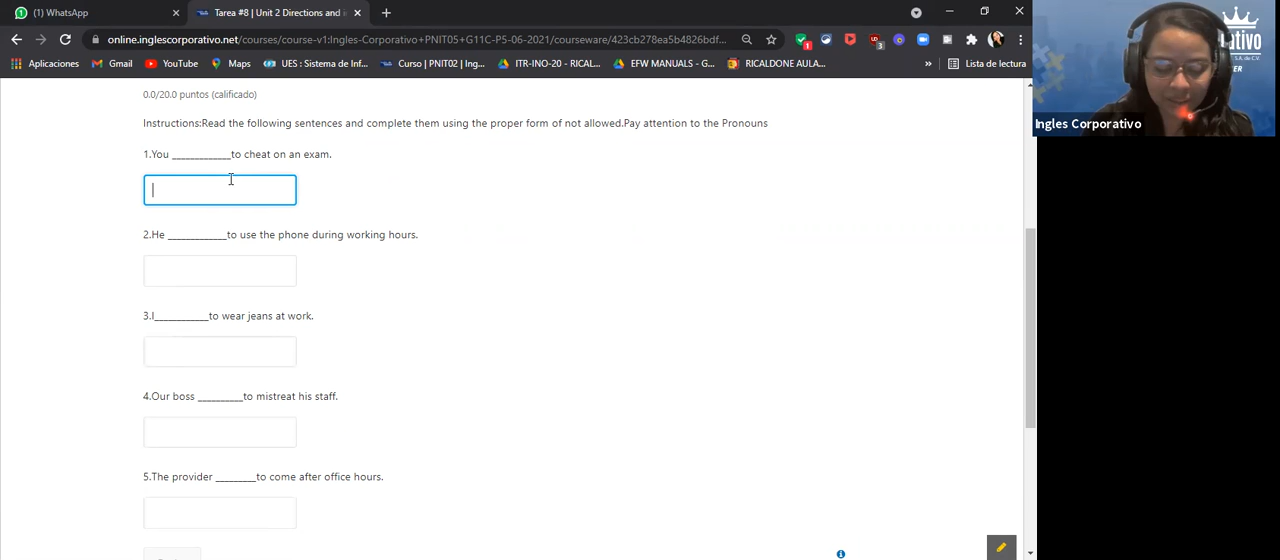 (1) WhatsApp
Tarea #8 | Unit 2 Directions and i
online.inglescorporativo.net/courses/course-v1:Ingles-Corporativo+PNIT05+G11C-P5-06-2021/courseware/423cb278ea5b4826bdf...
Aplicaciones
Gmail
YouTube
Maps
UES : Sistema de Inf...
Curso | PNIT02 | Ing...
ITR-INO-20 - RICAL...
EFW MANUALS - G...
RICALDONE AULA...
»
Lista de lectura
0.0/20.0 puntos (calificado)
Instructions:Read the following sentences and complete them using the proper form of not allowed.Pay attention to the Pronouns
1.You _____________to cheat on an exam.
2.He _____________to use the phone during working hours.
3.I____________to wear jeans at work.
4.Our boss __________to mistreat his staff.
5.The provider _________to come after office hours.
Ingles Corporativo